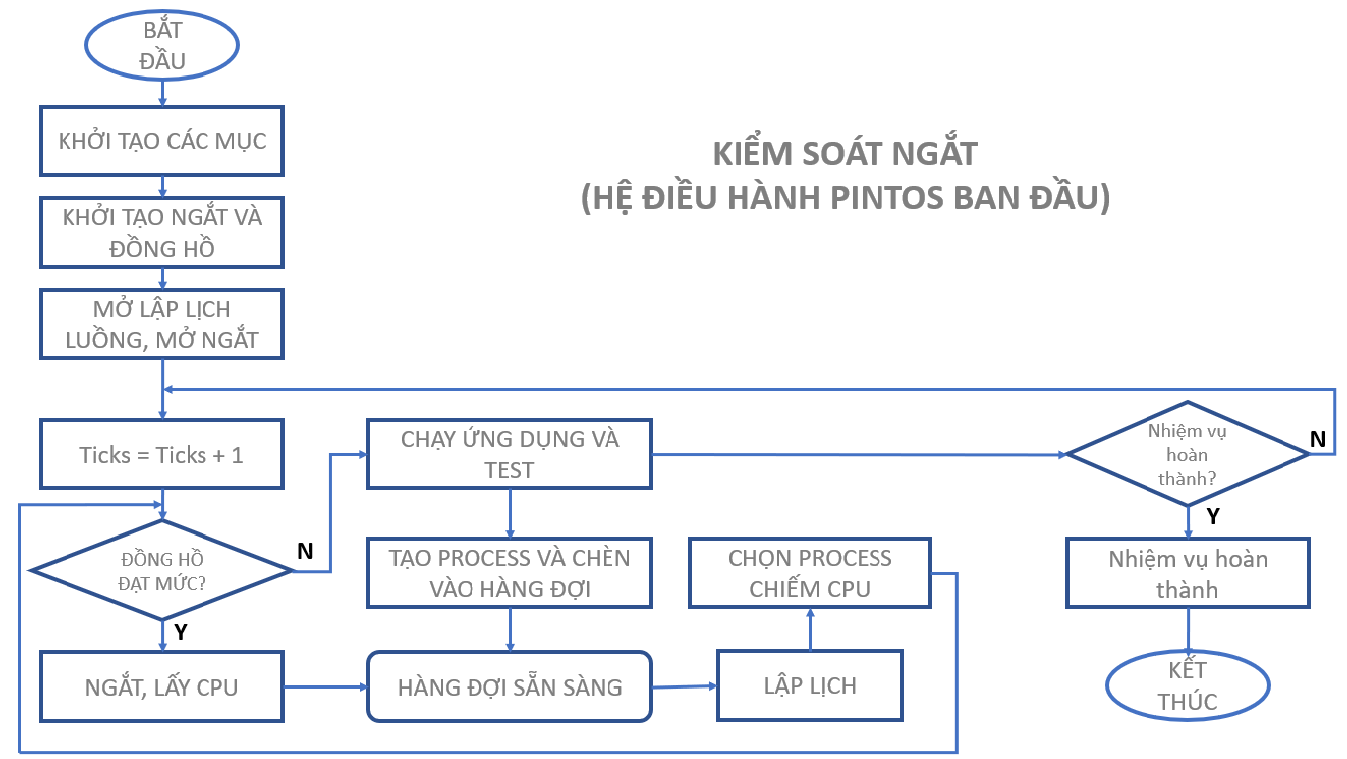 BẮT
ĐẦU
KHỞI TẠO CÁC MỤC
KIỂM SOÁT NGẮT
(HỆ ĐIỀU HÀNH PINTOS BAN ĐẦU)
KHỞI TẠO NGẮT VÀ
ĐỒNG HỒ
MỞ LẬP LỊCH
LUỒNG, MỞ NGẮT
Ticks = Ticks + 1
CHẠY ỨNG DỤNG VÀ
TEST
Nhiệm vụ
hoàn
thành?
N
Y
ĐỒNG HỒ
ĐẠT MỨC?
N
Y
TẠO PROCESS VÀ CHÈN
VÀO HÀNG ĐỢI
CHỌN PROCESS
CHIẾM CPU
Nhiệm vụ hoàn
thành
NGẮT, LẤY CPU
HÀNG ĐỢI SẴN SÀNG
LẬP LỊCH
KẾT
THÚC